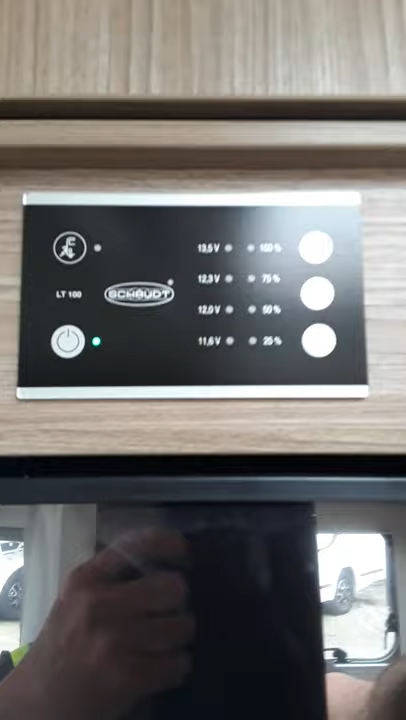 13,5 V 100 %
12,3 V 75 %
LT 100
SCHAUDT
12,0 V 50 %
11,6 V 25 %